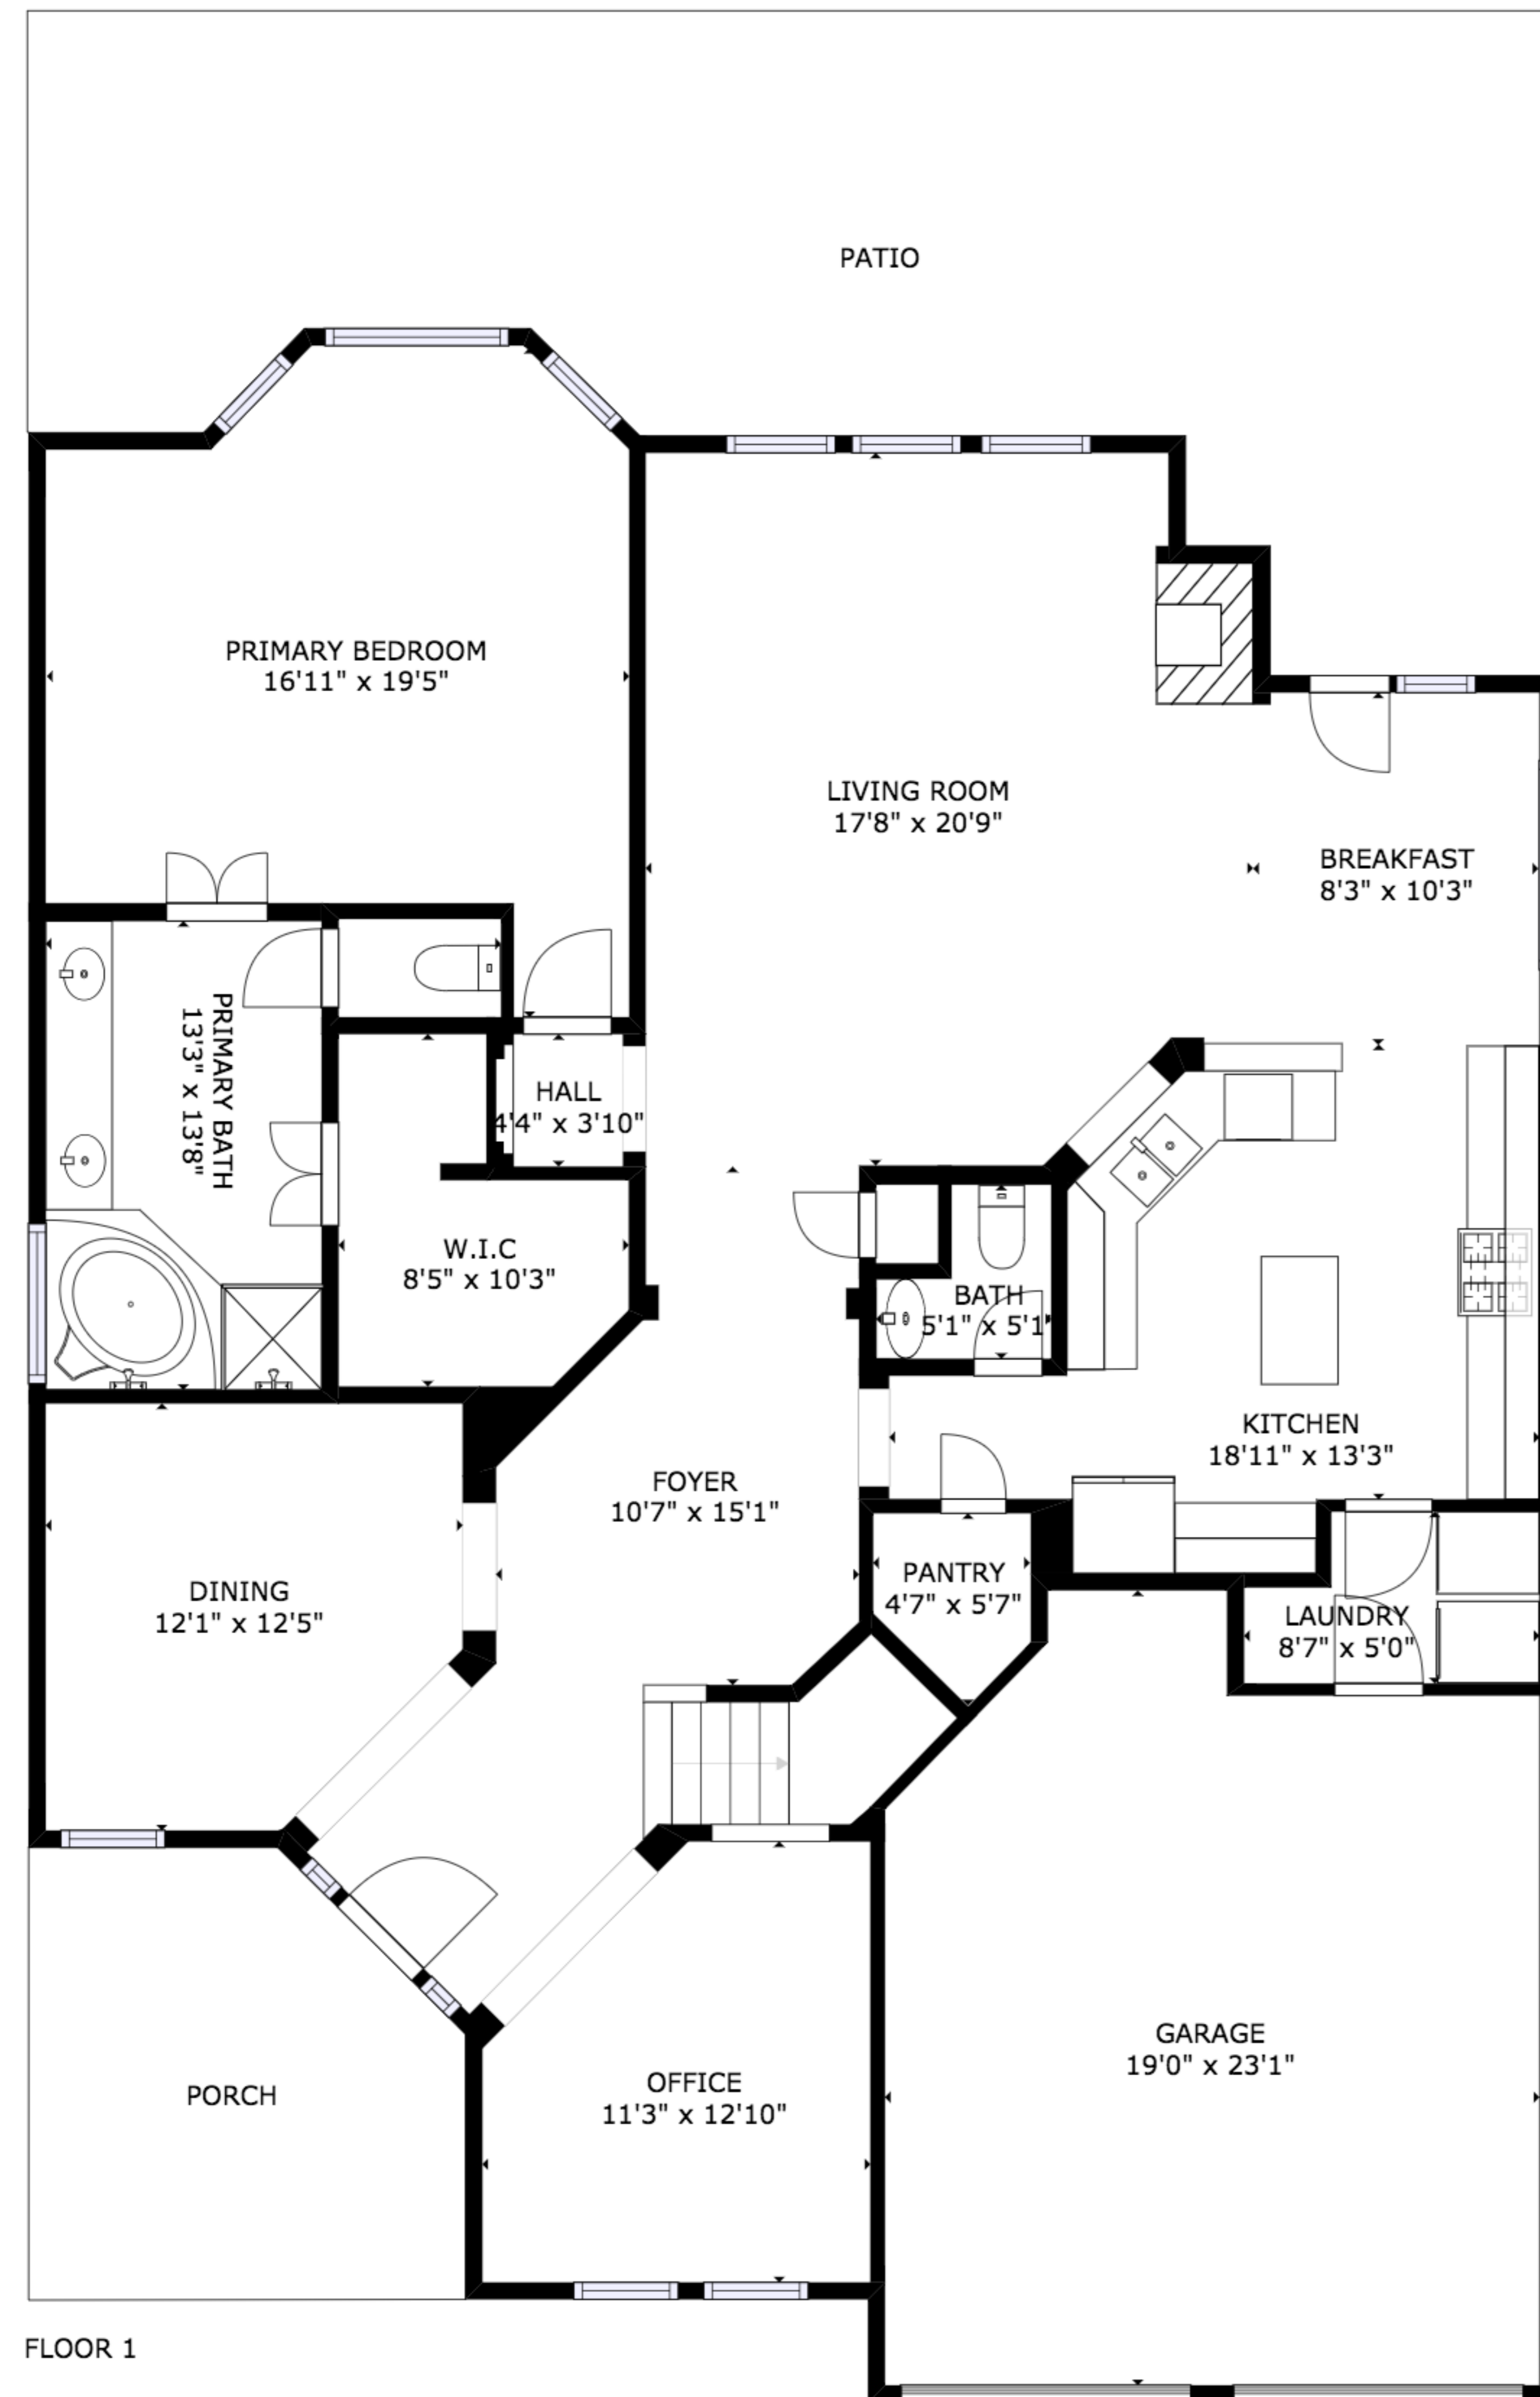 PATIO
PRIMARY BEDROOM
16'11" x 19'5"
LIVING ROOM
17'8" x 20'9"
BREAKFAST
8'3" x 10'3"
PRIMARY BATH
13'3" x 13'8"
HALL
4'4" x 3'10"
W.I.C
8'5" x 10'3"
BATH
5'1" x 5'1
KITCHEN
18'11" x 13'3"
FOYER
10'7" x 15'1"
DINING
12'1" x 12'5"
PANTRY
4'7" x 5'7"
LAUNDRY
8'7" x 5'0"
GARAGE
19'0" x 23'1"
OFFICE
11'3" x 12'10"
PORCH
FLOOR 1